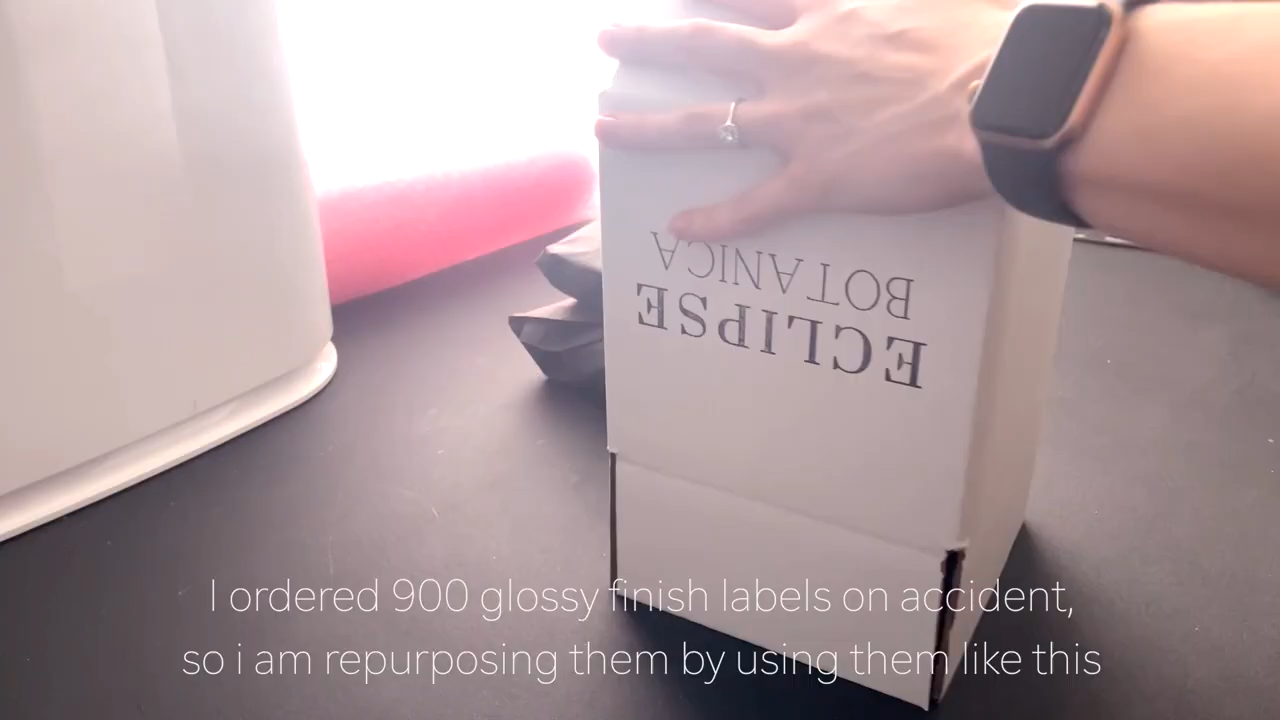 ECLIPSE
BOTANICA
I ordered 900 glossy finish labels on accident,
so i am repurposing them by using them like this